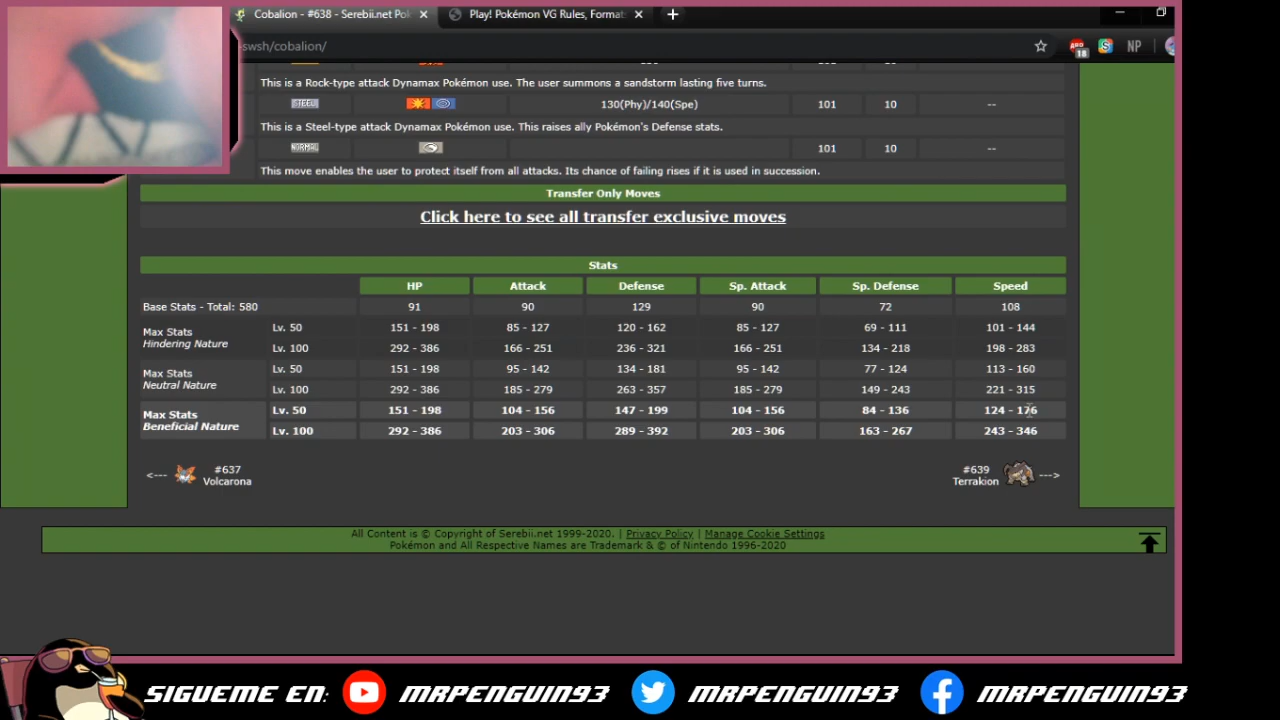 Cobalion - #638 - Serebii.net Pok
Play! Pokémon VG Rules, Format
-swsh/cobalion/
18
NP
This is a Rock-type attack Dynamax Pokémon use. The user summons a sandstorm lasting five turns.
STEEL 130(Phy)/140(Spe) 101 10 --
This is a Steel-type attack Dynamax Pokémon use. This raises ally Pokémon's Defense stats.
NORMAL 101 10 --
This move enables the user to protect itself from all attacks. Its chance of failing rises if it is used in succession.
Transfer Only Moves
Click here to see all transfer exclusive moves
Stats
HP Attack Defense Sp. Attack Sp. Defense Speed
Base Stats - Total: 580 91 90 129 90 72 108
Max Stats
Hindering Nature
Lv. 50 151 - 198 85 - 127 120 - 162 85 - 127 69 - 111 101 - 144
Lv. 100 292 - 386 166 - 251 236 - 321 166 - 251 134 - 218 198 - 283
Max Stats
Neutral Nature
Lv. 50 151 - 198 95 - 142 134 - 181 95 - 142 77 - 124 113 - 160
Lv. 100 292 - 386 185 - 279 263 - 357 185 - 279 149 - 243 221 - 315
Max Stats
Beneficial Nature
Lv. 50 151 - 198 104 - 156 147 - 199 104 - 156 84 - 136 124 - 176
Lv. 100 292 - 386 203 - 306 289 - 392 203 - 306 163 - 267 243 - 346
<--- #637
Volcarona
#639
Terrakion --->
All Content is © Copyright of Serebii.net 1999-2020. | Privacy Policy | Manage Cookie Settings
Pokémon and All Respective Names are Trademark & © of Nintendo 1996-2020
SIGUEME EN: MRPENGUIN93 MRPENGUIN93 MRPENGUIN93